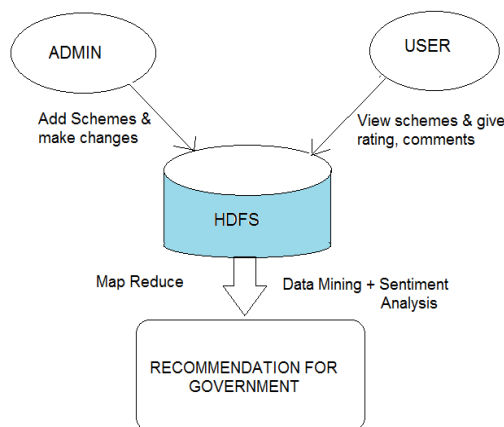 ADMIN
USER
Add Schemes &
make changes
View schemes & give
rating, comments
HDFS
Map Reduce
Data Mining + Sentiment
Analysis
RECOMMENDATION FOR
GOVERNMENT